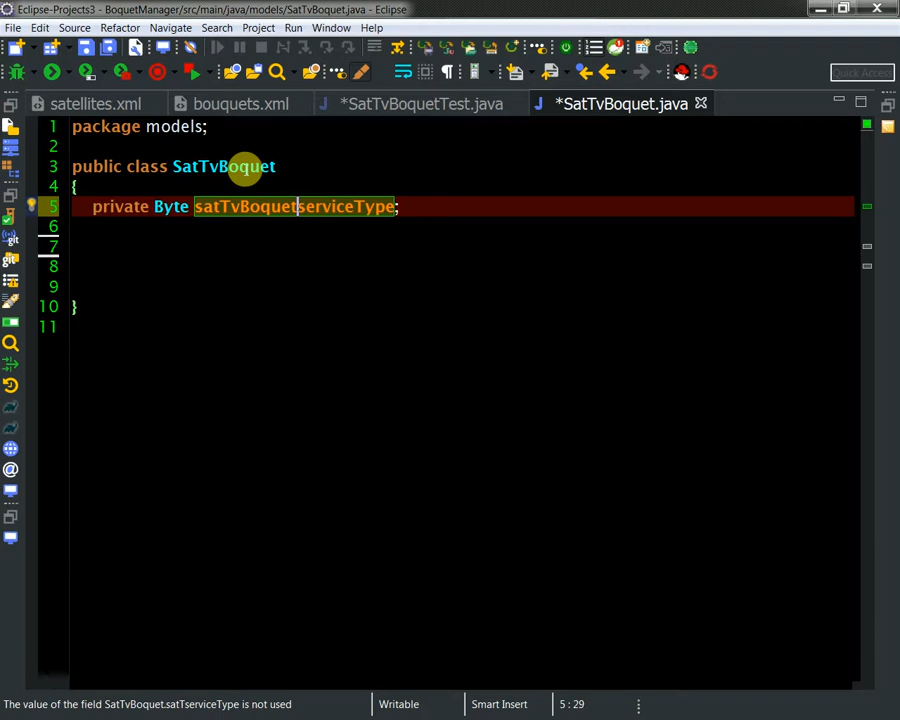 Eclipse-Projects3 - BoquetManager/src/main/java/models/SatTvBoquet.java - Eclipse
File Edit Source Refactor Navigate Search Project Run Window Help
Quick Access
satellites.xml bouquets.xml *SatTvBoquetTest.java *SatTvBoquet.java
1 package models;
2
3 public class SatTvBoquet
4 {
5 private Byte satTvBoquetserviceType;
6
7
8
9
10 }
11
The value of the field SatTvBoquet.satTserviceType is not used Writable Smart Insert 5 : 29